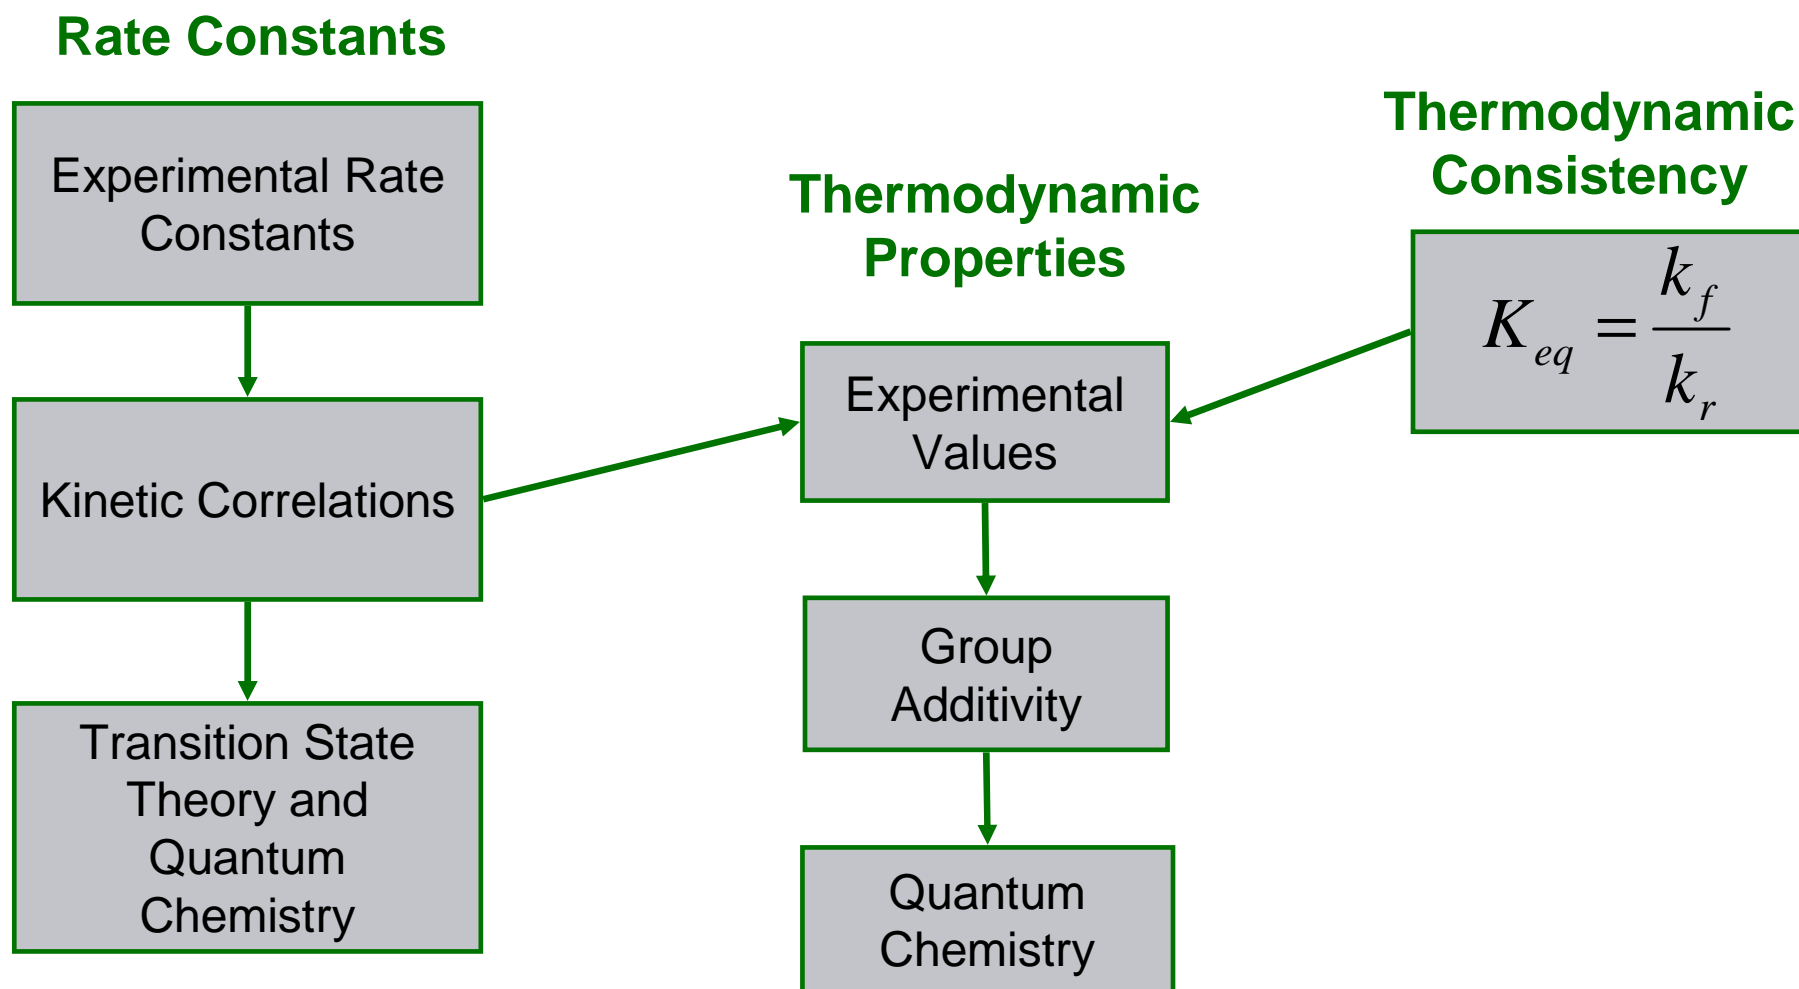 Rate Constants
Experimental Rate
Constants
Kinetic Correlations
Transition State
Theory and
Quantum
Chemistry
Thermodynamic
Properties
Experimental
Values
Group
Additivity
Quantum
Chemistry
Thermodynamic
Consistency
K_eq = k_f / k_r